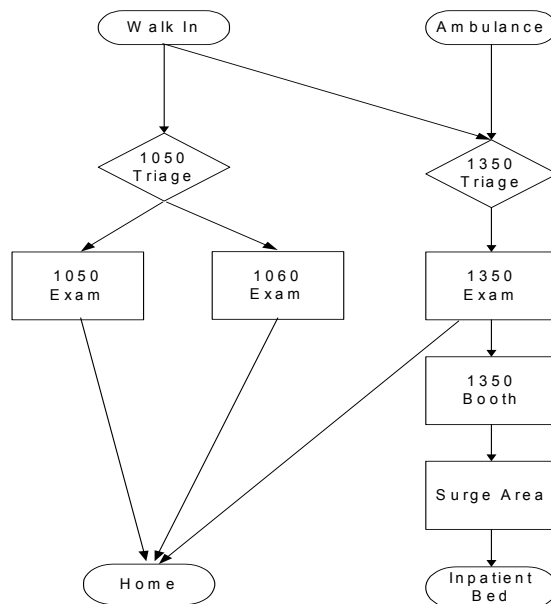 Walk In
Ambulance
1050
Triage
1350
Triage
1050
Exam
1060
Exam
1350
Exam
1350
Booth
Surge Area
Home
Inpatient
Bed